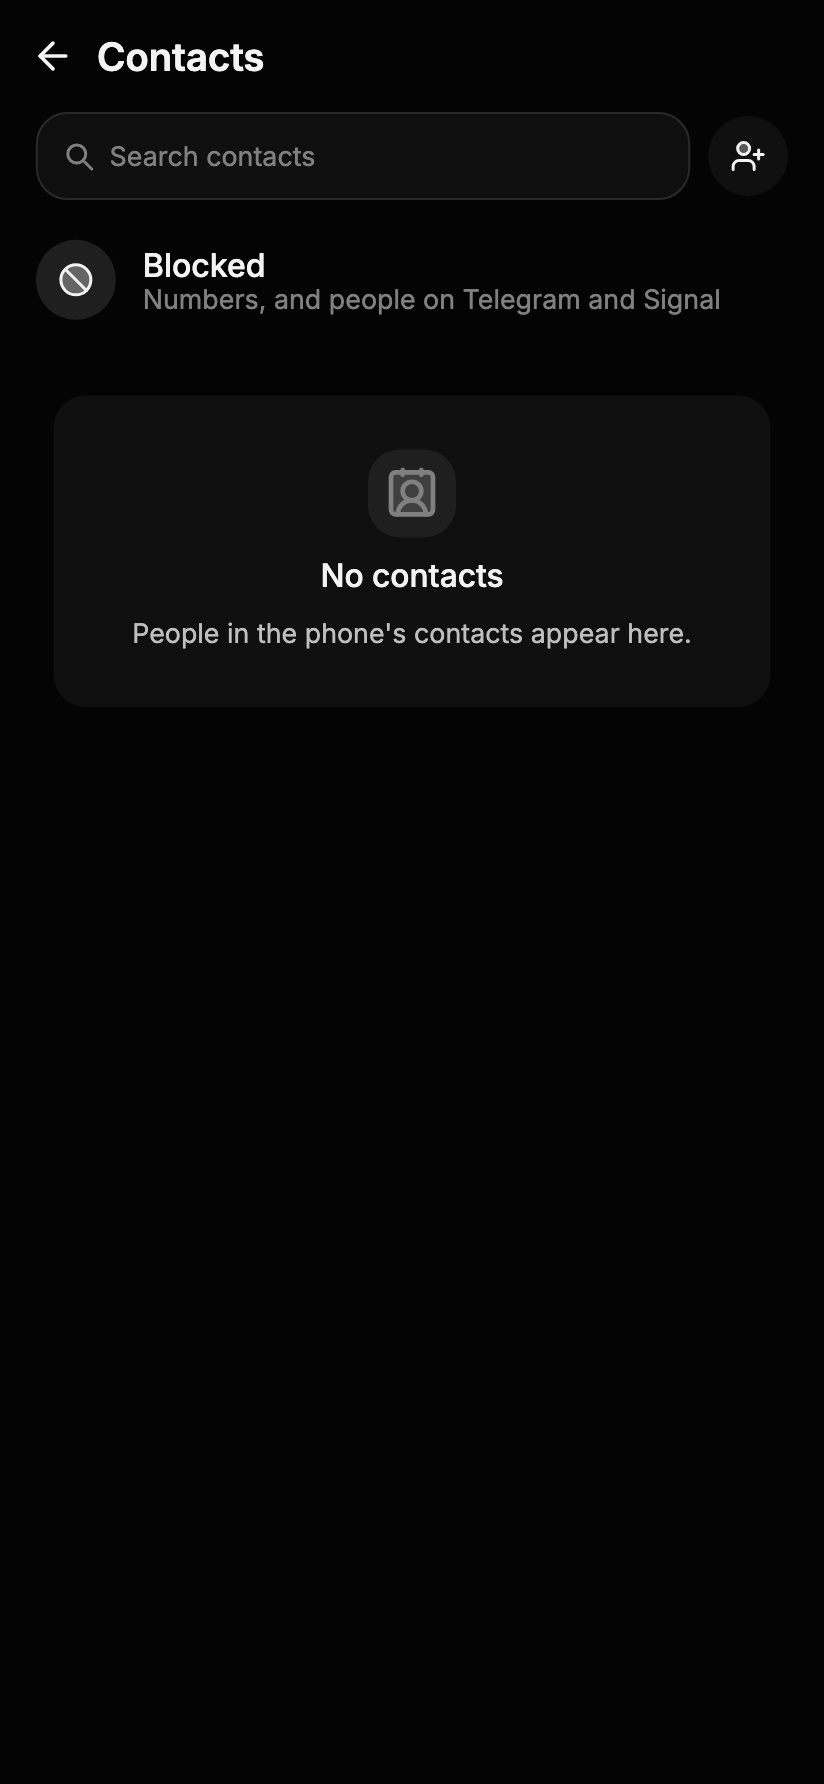 Contacts
Search contacts
Blocked
Numbers, and people on Telegram and Signal
No contacts
People in the phone's contacts appear here.